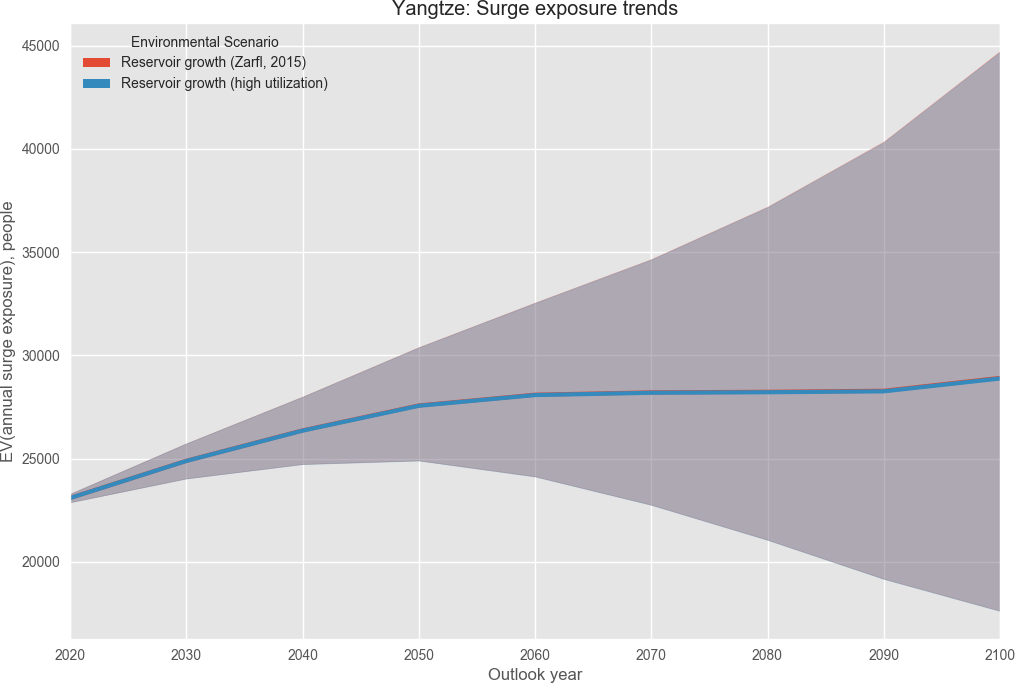 Yangtze: Surge exposure trends
Environmental Scenario
Reservoir growth (Zarfl, 2015)
Reservoir growth (high utilization)
EV(annual surge exposure), people
45000
40000
35000
30000
25000
20000
2020 2030 2040 2050 2060 2070 2080 2090 2100
Outlook year